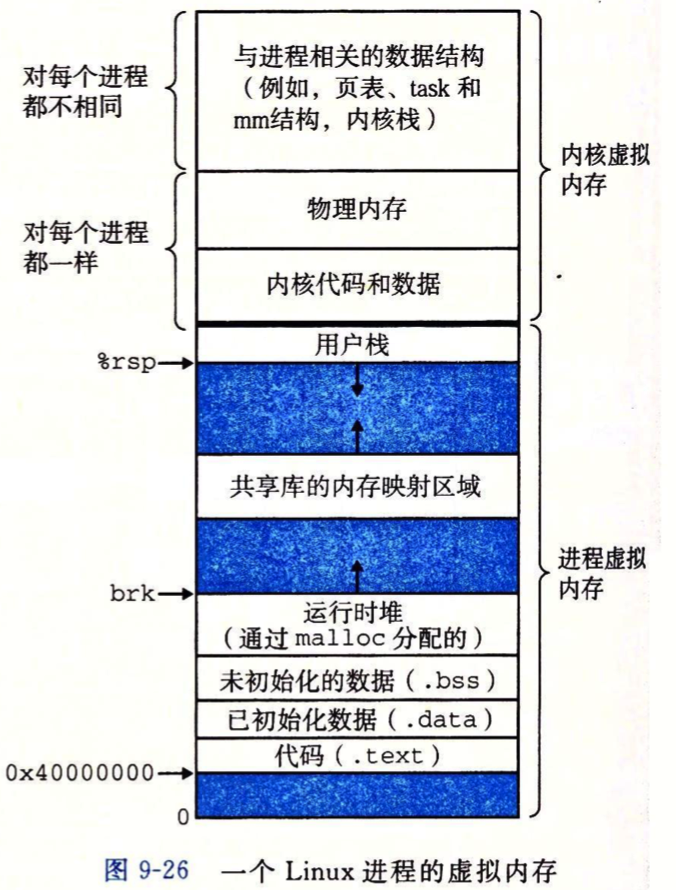 与进程相关的数据结构
(例如,页表、task 和
mm结构,内核栈)
对每个进程
都不相同
内核虚拟
内存
物理内存
对每个进程
都一样
内核代码和数据
用户栈
%rsp
共享库的内存映射区域
进程虚拟
内存
brk
运行时堆
(通过 malloc 分配的)
未初始化的数据(.bss)
已初始化数据(.data)
代码(.text)
0x40000000
0
图 9-26 一个 Linux 进程的虚拟内存